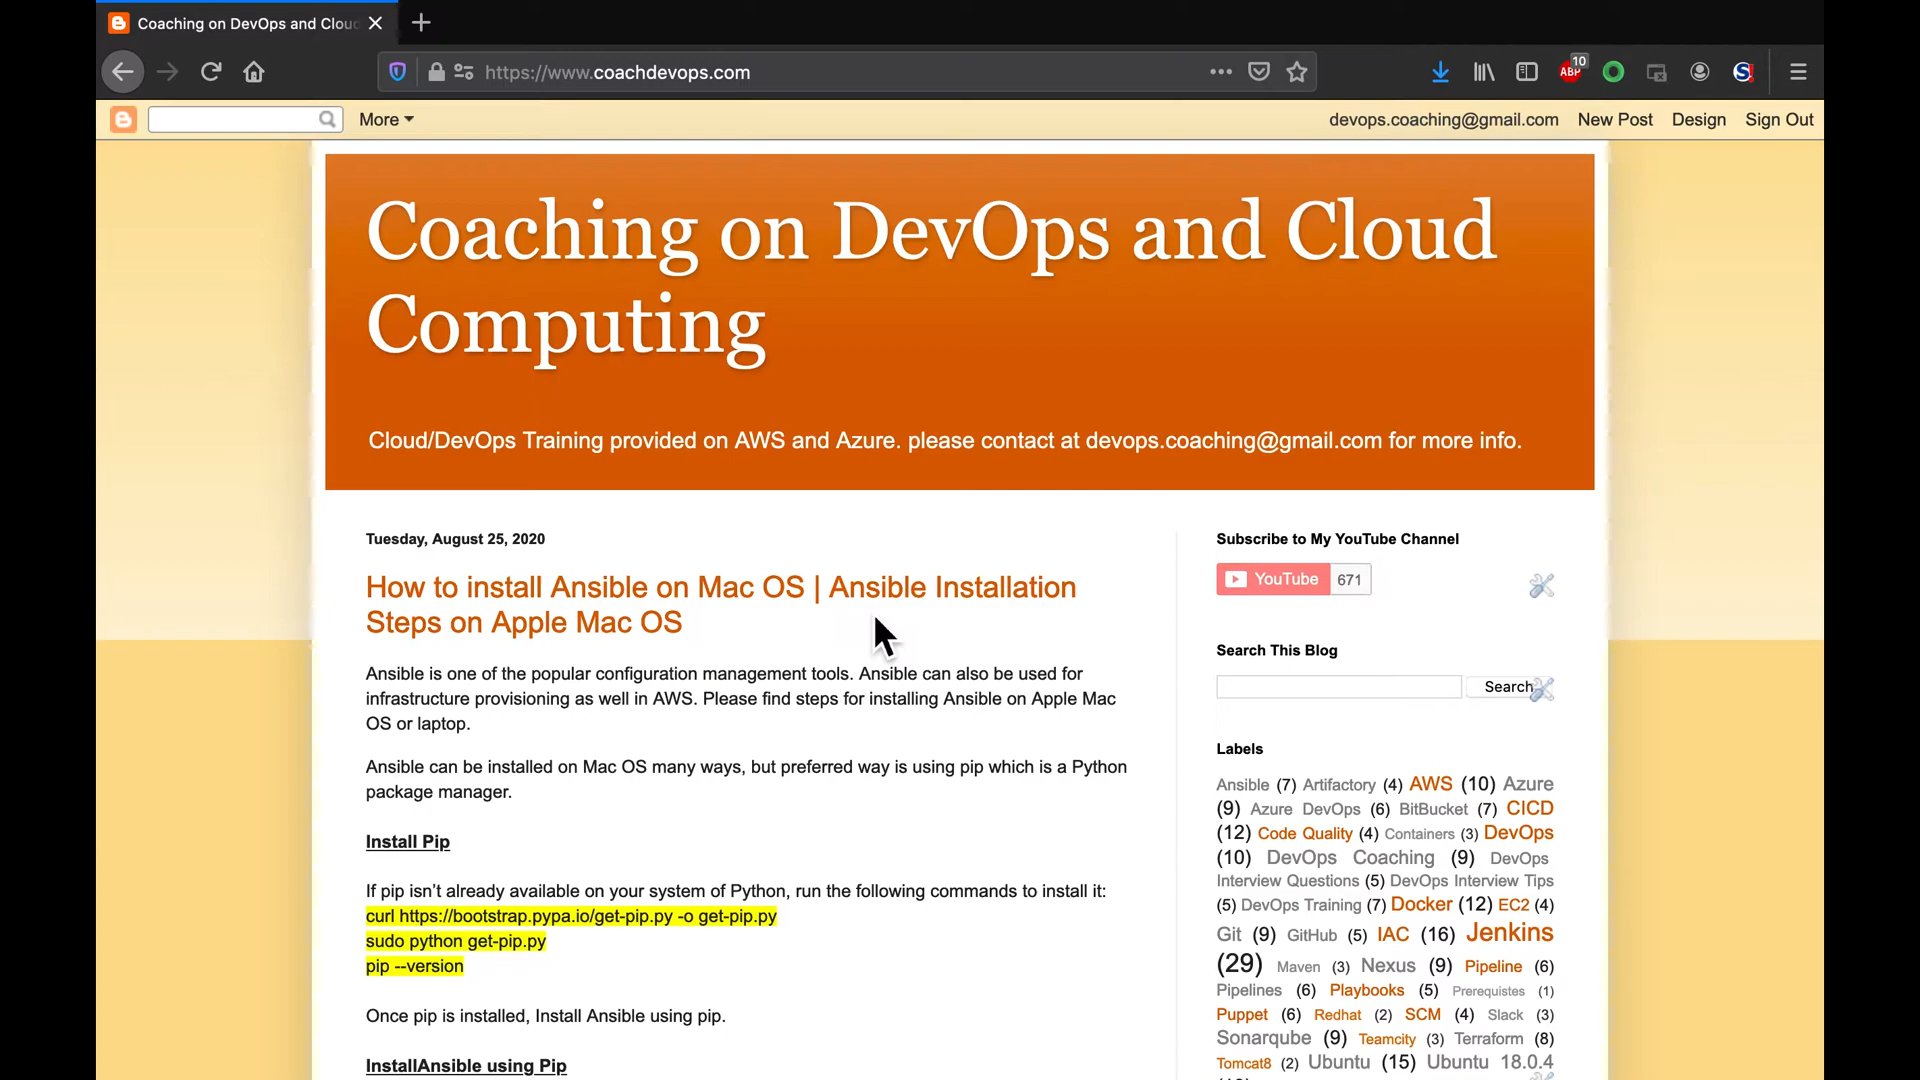 Coaching on DevOps and Clou
https://www.coachdevops.com
ABP
10
More
devops.coaching@gmail.com
New Post
Design
Sign Out
Coaching on DevOps and Cloud
Computing
Cloud/DevOps Training provided on AWS and Azure. please contact at devops.coaching@gmail.com for more info.
Tuesday, August 25, 2020
How to install Ansible on Mac OS | Ansible Installation
Steps on Apple Mac OS
Ansible is one of the popular configuration management tools. Ansible can also be used for
infrastructure provisioning as well in AWS. Please find steps for installing Ansible on Apple Mac
OS or laptop.
Ansible can be installed on Mac OS many ways, but preferred way is using pip which is a Python
package manager.
Install Pip
If pip isn't already available on your system of Python, run the following commands to install it:
curl https://bootstrap.pypa.io/get-pip.py -o get-pip.py
sudo python get-pip.py
pip --version
Once pip is installed, Install Ansible using pip.
InstallAnsible using Pip
Subscribe to My YouTube Channel
YouTube 671
Search This Blog
Search
Labels
Ansible (7) Artifactory (4) AWS (10) Azure
(9) Azure DevOps (6) BitBucket (7) CICD
(12) Code Quality (4) Containers (3) DevOps
(10) DevOps Coaching (9) DevOps
Interview Questions (5) DevOps Interview Tips
(5) DevOps Training (7) Docker (12) EC2 (4)
Git (9) GitHub (5) IAC (16) Jenkins
(29) Maven (3) Nexus (9) Pipeline (6)
Pipelines (6) Playbooks (5) Prerequistes (1)
Puppet (6) Redhat (2) SCM (4) Slack (3)
Sonarqube (9) Teamcity (3) Terraform (8)
Tomcat8 (2) Ubuntu (15) Ubuntu 18.0.4